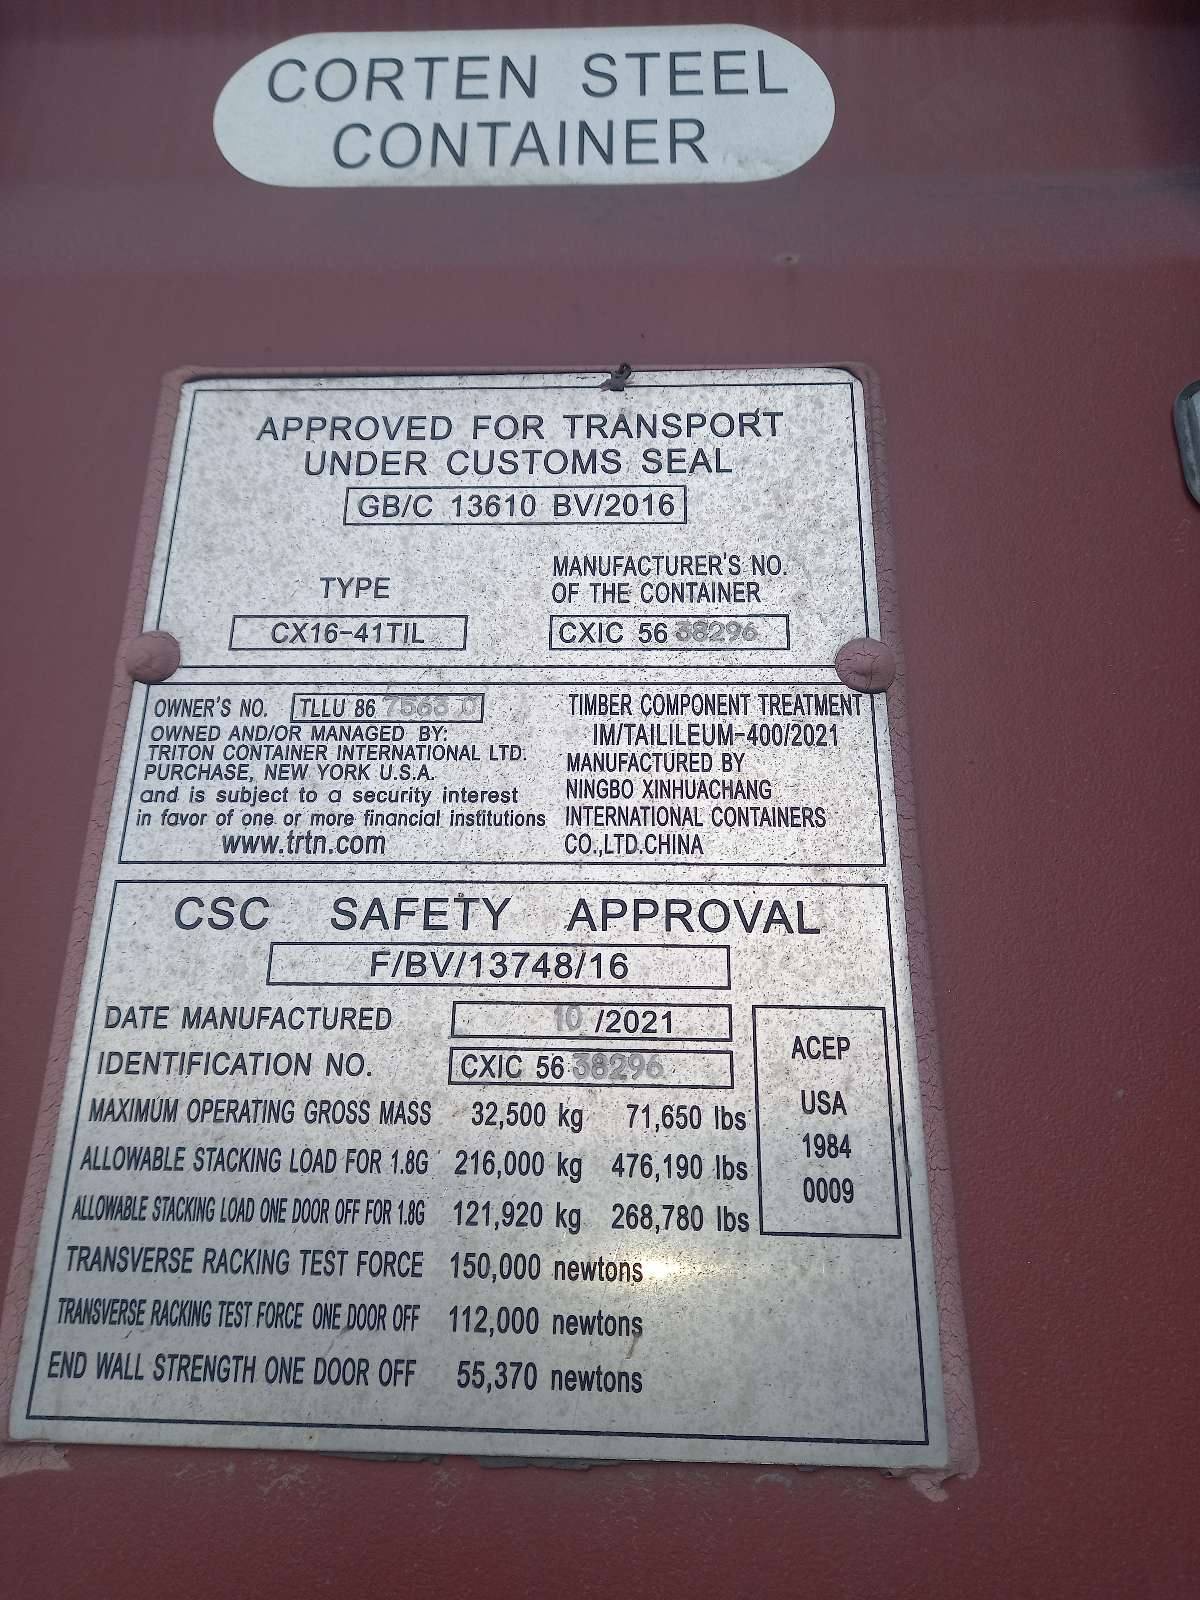 CORTEN STEEL
CONTAINER
APPROVED FOR TRANSPORT
UNDER CUSTOMS SEAL
GB/C 13610 BV/2016
TYPE
CX16-41TIL
MANUFACTURER'S NO.
OF THE CONTAINER
CXIC 56 38296
OWNER'S NO. TLLU 86
OWNED AND/OR MANAGED BY:
TRITON CONTAINER INTERNATIONAL LTD.
PURCHASE, NEW YORK U.S.A.
and is subject to a security interest
in favor of one or more financial institutions
www.trtn.com
TIMBER COMPONENT TREATMENT
IM/TAILILEUM-400/2021
MANUFACTURED BY
NINGBO XINHUACHANG
INTERNATIONAL CONTAINERS
CO.,LTD.CHINA
CSC SAFETY APPROVAL
F/BV/13748/16
DATE MANUFACTURED 10 /2021
IDENTIFICATION NO. CXIC 56 38296
MAXIMUM OPERATING GROSS MASS 32,500 kg 71,650 lbs
ALLOWABLE STACKING LOAD FOR 1.8G 216,000 kg 476,190 lbs
ALLOWABLE STACKING LOAD ONE DOOR OFF FOR 1.8G 121,920 kg 268,780 lbs
TRANSVERSE RACKING TEST FORCE 150,000 newtons
TRANSVERSE RACKING TEST FORCE ONE DOOR OFF 112,000 newtons
END WALL STRENGTH ONE DOOR OFF 55,370 newtons
ACEP
USA
1984
0009